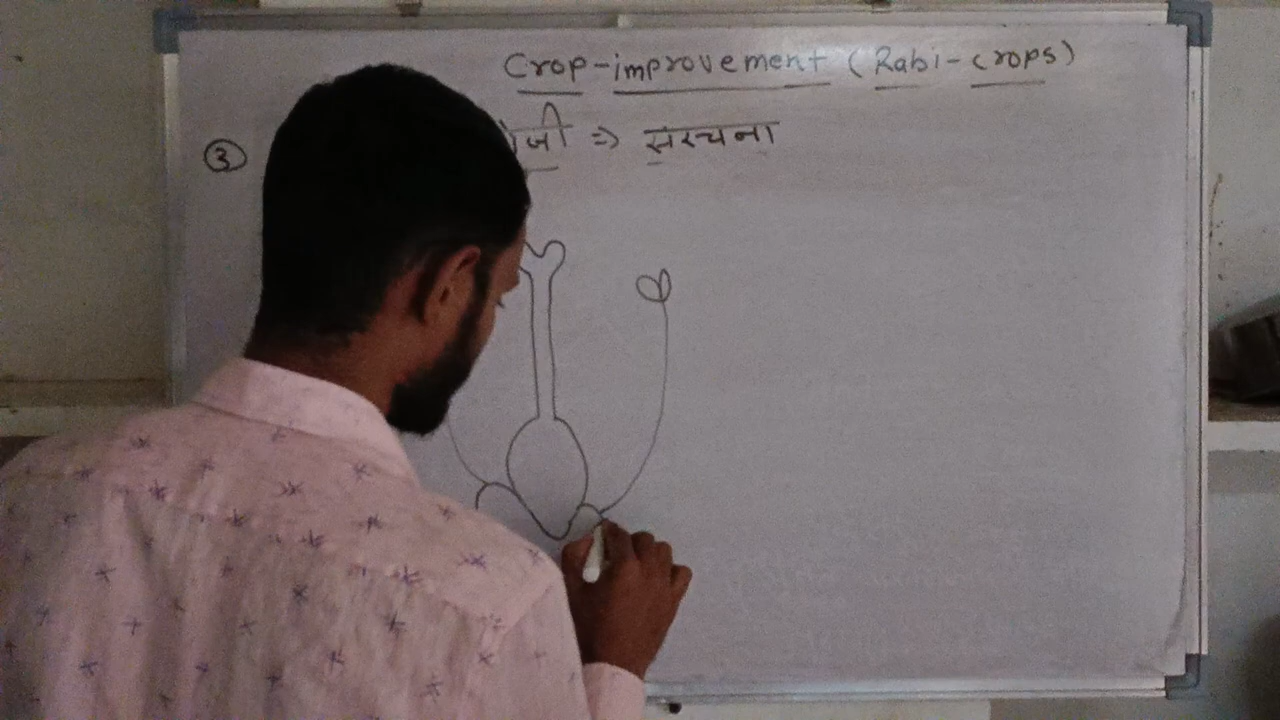 Crop-improvement (Rabi-crops)
③ => संरचना